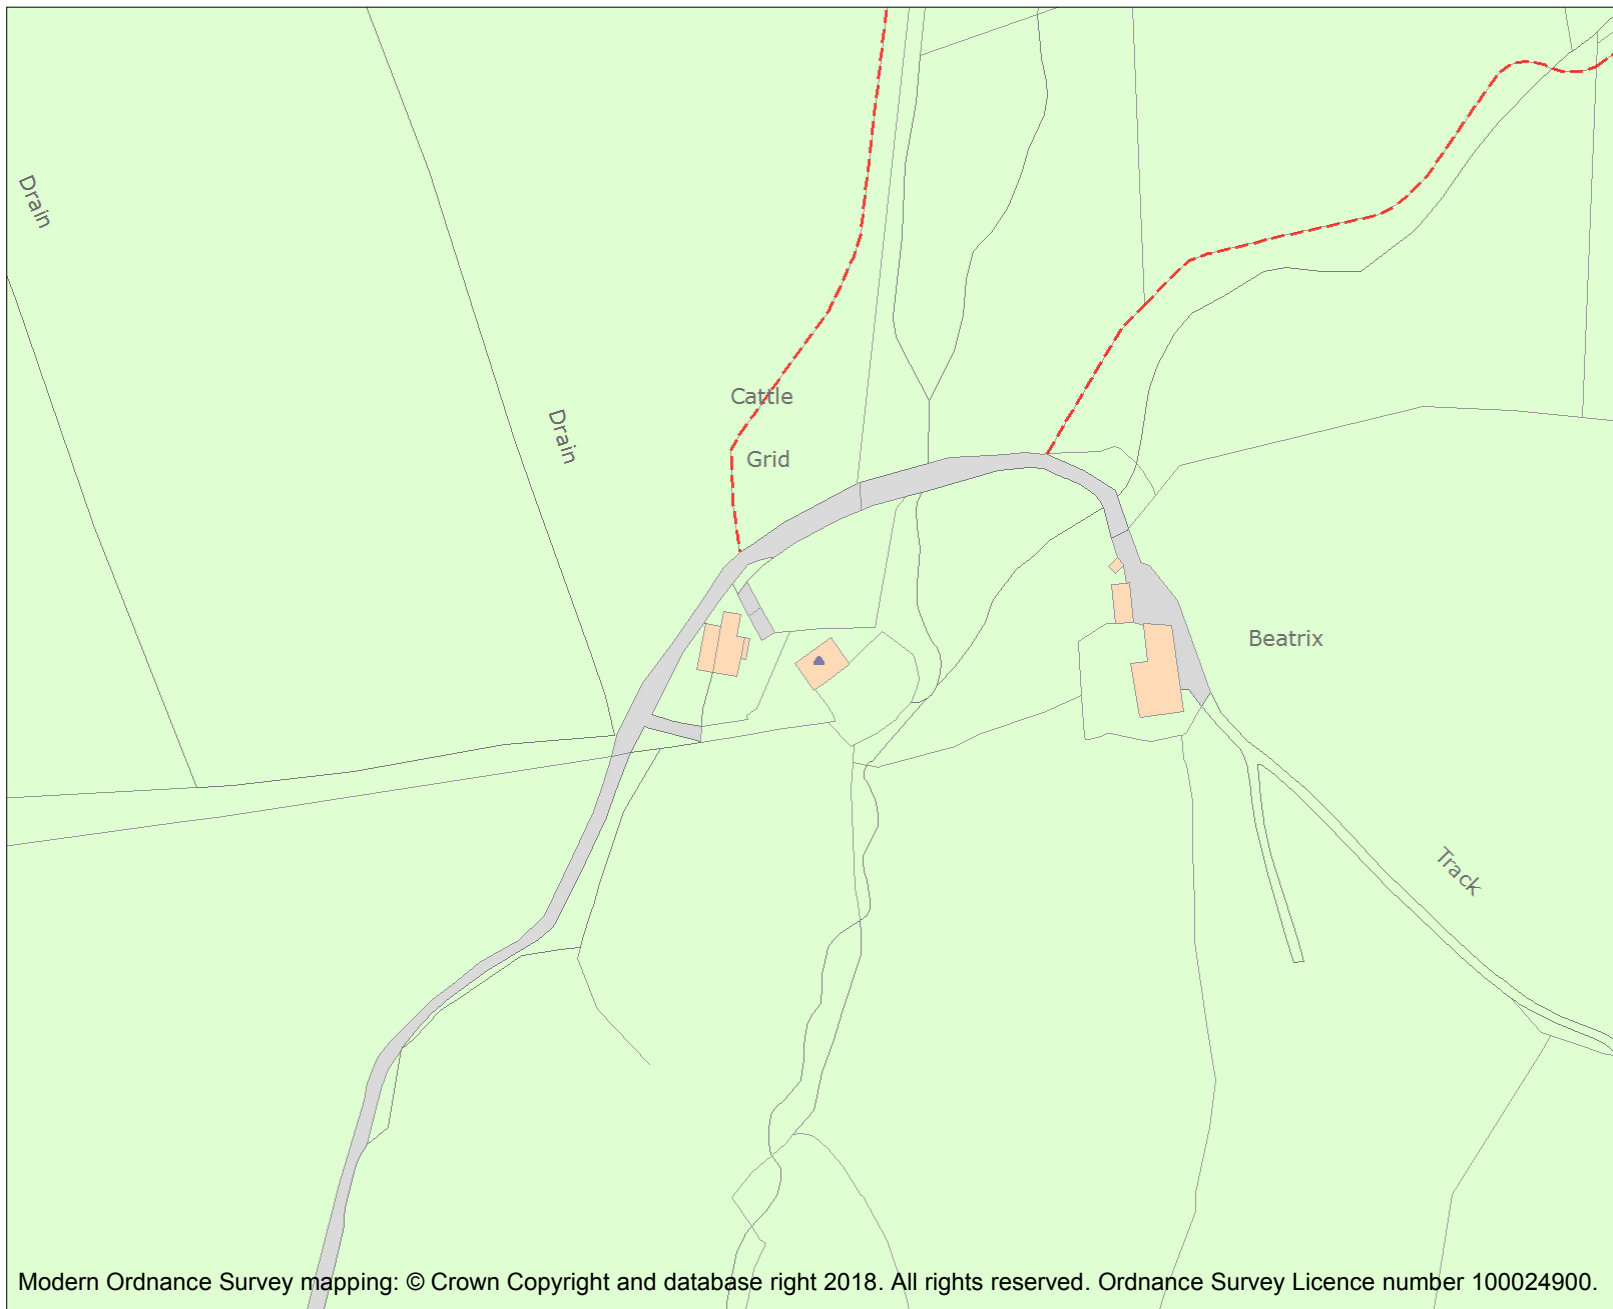 Drain
Cattle
Drain
Grid
Beatrix
Track
Modern Ordnance Survey mapping: © Crown Copyright and database right 2018. All rights reserved. Ordnance Survey Licence number 100024900.